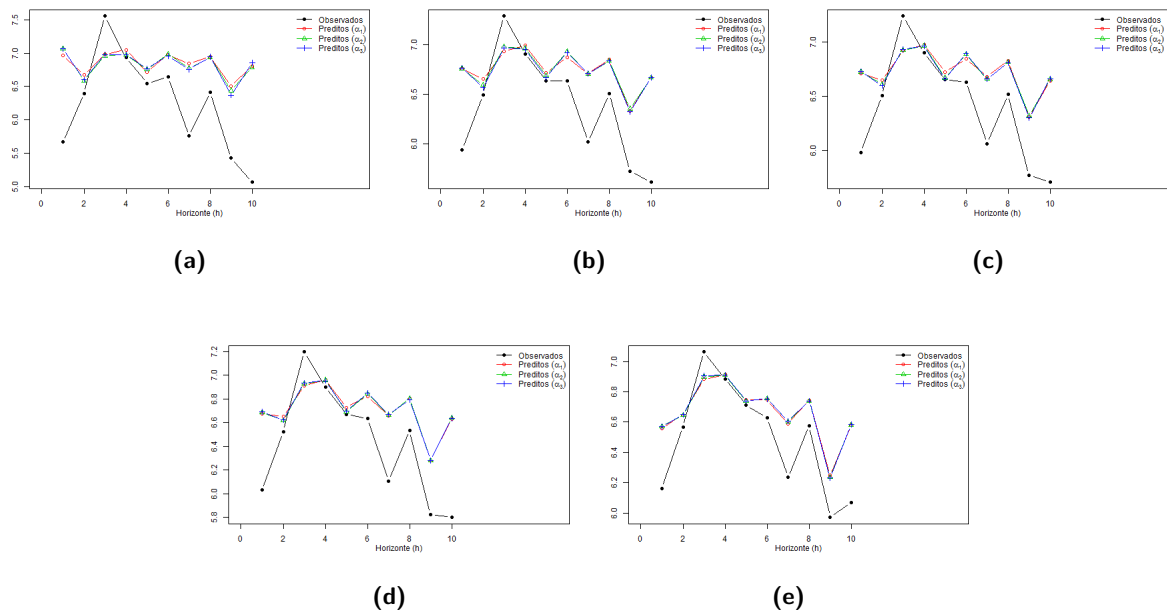 7.5
7.0
6.5
6.0
5.5
5.0
0 2 4 6 8 10
Horizonte (h)
Observados
Preditos (α₁)
Preditos (α₂)
Preditos (α₃)
(a)
7.0
6.5
6.0
0 2 4 6 8 10
Horizonte (h)
Observados
Preditos (α₁)
Preditos (α₂)
Preditos (α₃)
(b)
7.0
6.5
6.0
0 2 4 6 8 10
Horizonte (h)
Observados
Preditos (α₁)
Preditos (α₂)
Preditos (α₃)
(c)
7.2
7.0
6.8
6.6
6.4
6.2
6.0
5.8
0 2 4 6 8 10
Horizonte (h)
Observados
Preditos (α₁)
Preditos (α₂)
Preditos (α₃)
(d)
7.0
6.8
6.6
6.4
6.2
6.0
0 2 4 6 8 10
Horizonte (h)
Observados
Preditos (α₁)
Preditos (α₂)
Preditos (α₃)
(e)